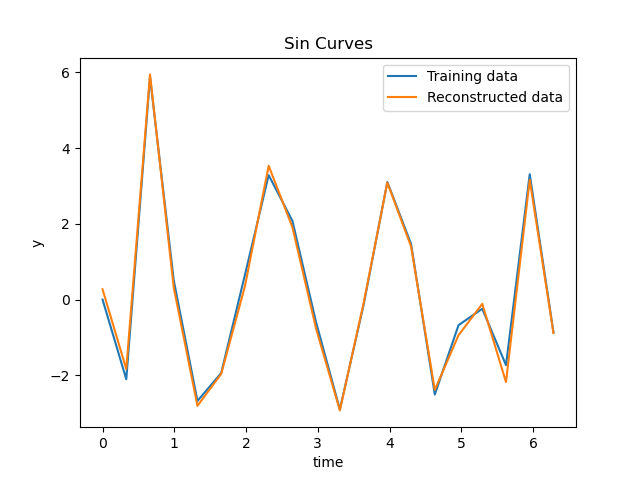 Sin Curves
Training data
Reconstructed data
y
6
4
2
0
−2
0 1 2 3 4 5 6
time